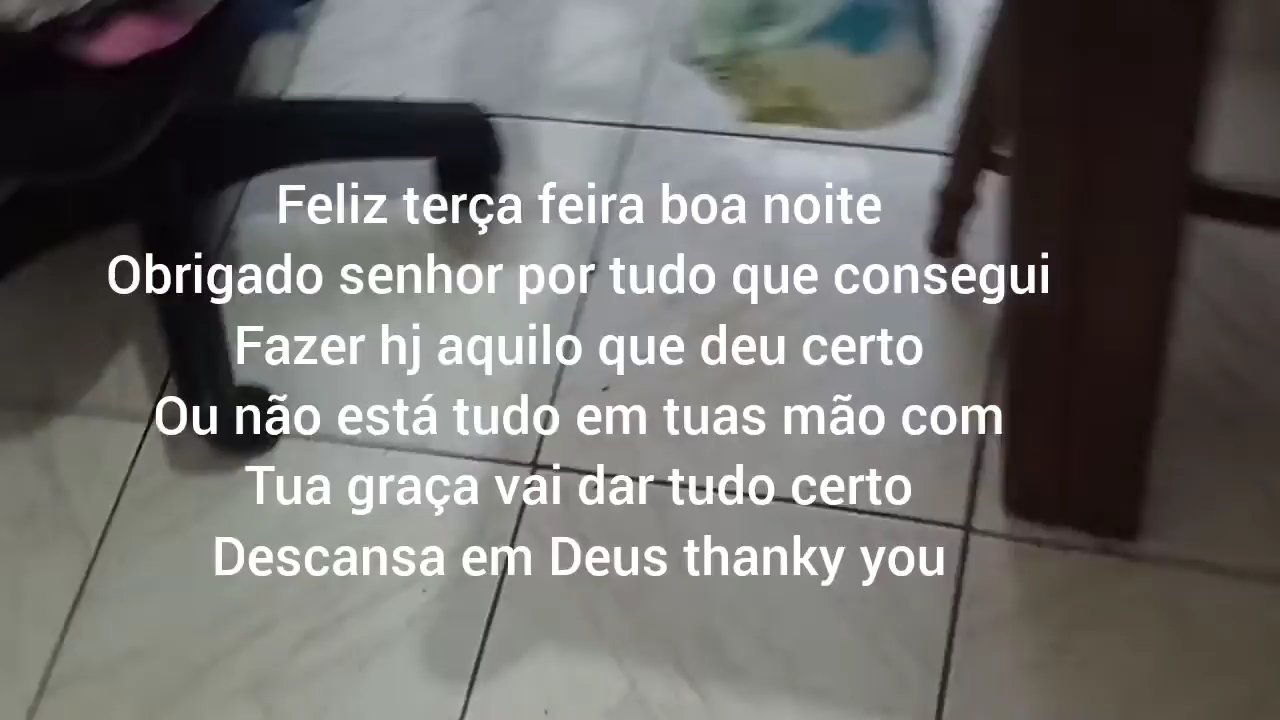 Feliz terça feira boa noite
Obrigado senhor por tudo que consegui
Fazer hj aquilo que deu certo
Ou não está tudo em tuas mão com
Tua graça vai dar tudo certo
Descansa em Deus thanky you